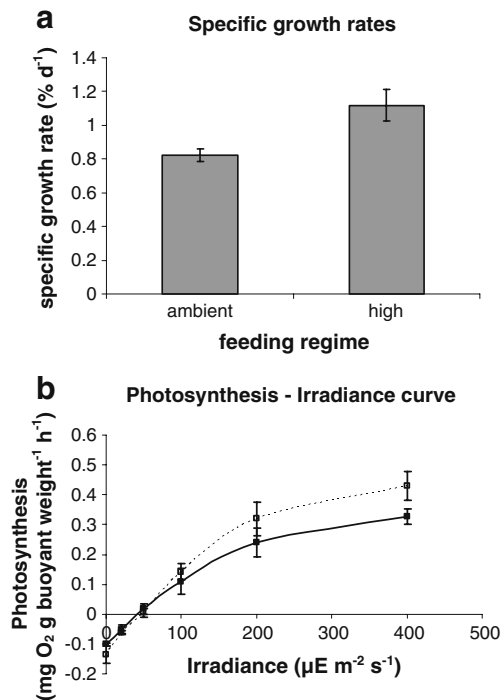 a
Specific growth rates
specific growth rate (% d⁻¹)
1.4
1.2
1
0.8
0.6
0.4
0.2
0
ambient
high
feeding regime
b
Photosynthesis - Irradiance curve
Photosynthesis
(mg O₂ g buoyant weight⁻¹ h⁻¹)
0.6
0.5
0.4
0.3
0.2
0.1
0
-0.1
-0.2
0
100
200
300
400
500
Irradiance (µE m⁻² s⁻¹)